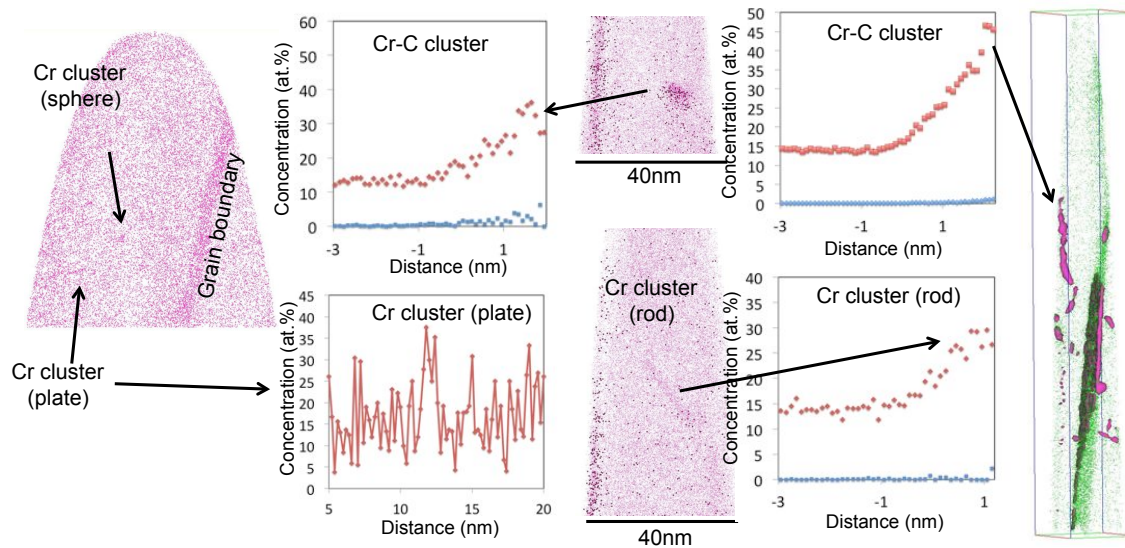 Cr cluster
(sphere)
Grain boundary
Cr cluster
(plate)
Cr-C cluster
Concentration (at.%)
60
50
40
30
20
10
0
-3
-1
1
Distance (nm)
40nm
Cr-C cluster
Concentration (at.%)
50
45
40
35
30
25
20
15
10
5
0
-3
-1
1
Distance (nm)
Cr cluster (plate)
Concentration (at.%)
45
40
35
30
25
20
15
10
5
0
5
10
15
20
Distance (nm)
Cr cluster
(rod)
40nm
Cr cluster (rod)
Concentration (at.%)
40
35
30
25
20
15
10
5
0
-3
-1
1
Distance (nm)